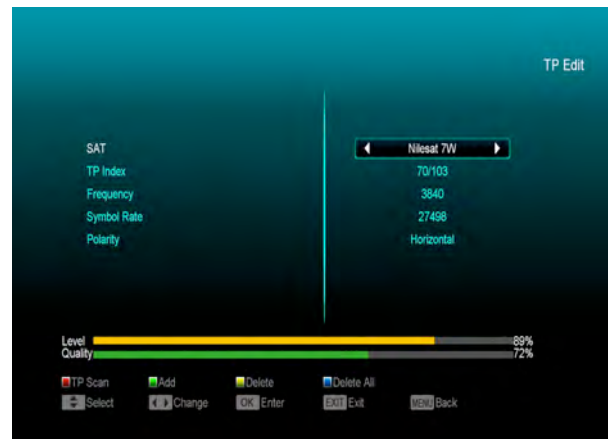 TP Edit
SAT Nilesat 7W
TP Index 70/103
Frequency 3840
Symbol Rate 27498
Polarity Horizontal
Level 89%
Quality 72%
TP Scan Add Delete Delete All
Select Change OK Enter EXIT Exit MENU Back